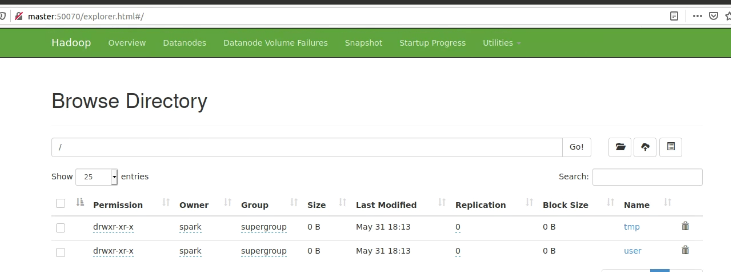 master:50070/explorer.html#/
Hadoop Overview Datanodes Datanode Volume Failures Snapshot Startup Progress Utilities
Browse Directory
/ Go!
Show 25 entries Search:
Permission Owner Group Size Last Modified Replication Block Size Name
drwxr-xr-x spark supergroup 0 B May 31 18:13 0 0 B tmp
drwxr-xr-x spark supergroup 0 B May 31 18:13 0 0 B user